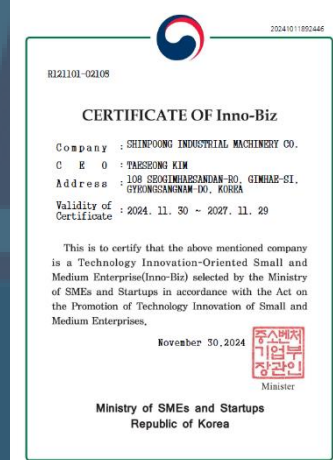 20241011892446
R121101-02105
CERTIFICATE OF Inno-Biz
Company : SHINPOONG INDUSTRIAL MACHINERY CO.
C E O : TAESEONG KIM
Address : 108 SEOGIMHAESANDAN-RO, GIMHAE-SI,
GYEONGSANGNAM-DO, KOREA
Validity of
Certificate : 2024. 11. 30 ~ 2027. 11. 29
This is to certify that the above mentioned company
is a Technology Innovation-Oriented Small and
Medium Enterprise(Inno-Biz) selected by the Ministry
of SMEs and Startups in accordance with the Act on
the Promotion of Technology Innovation of Small and
Medium Enterprises.
November 30,2024
중소벤처
기업부
장관인
Minister
Ministry of SMEs and Startups
Republic of Korea